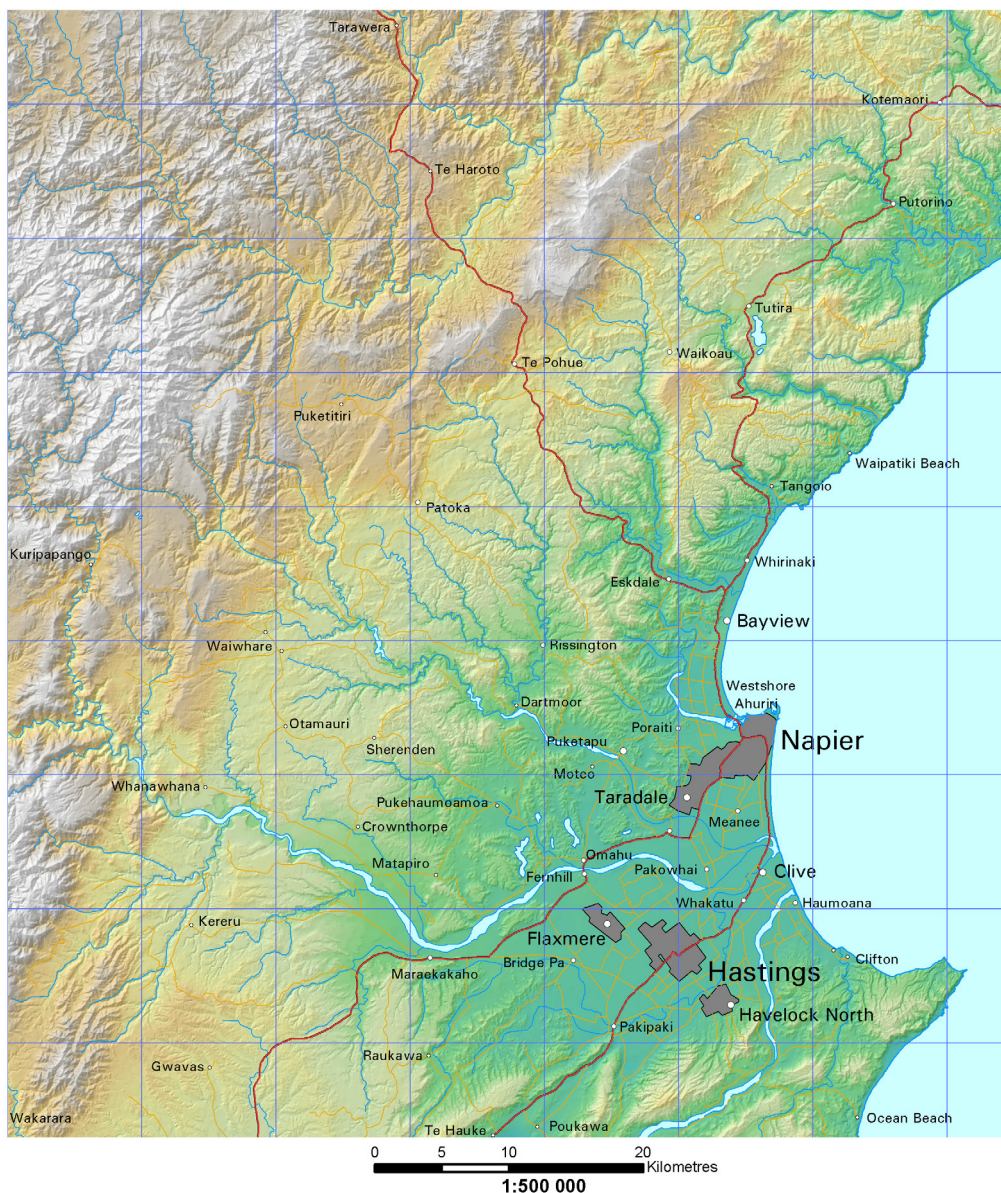 Tarawera
Kotemaori
Te Haroto
Putorino
Tutira
Waikoau
Te Pohue
Puketitiri
Waipatiki Beach
Tangoio
Patoka
Kuripapango
Whirinaki
Eskdale
Bayview
Waiwhare
Rissington
Westshore
Ahuriri
Dartmoor
Otamauri
Poraiti
Napier
Sherenden
Puketapu
Motco
Whanawhana
Taradale
Pukehaumoamoa
Meanee
Crownthorpe
Omahu
Matapiro
Fernhill
Pakowhai
Clive
Whakatu
Haumoana
Kereru
Flaxmere
Bridge Pa
Clifton
Maraekakaho
Hastings
Havelock North
Pakipaki
Raukawa
Gwavas
Wakarara
Ocean Beach
Te Hauke
Poukawa
0 5 10 20
Kilometres
1:500 000